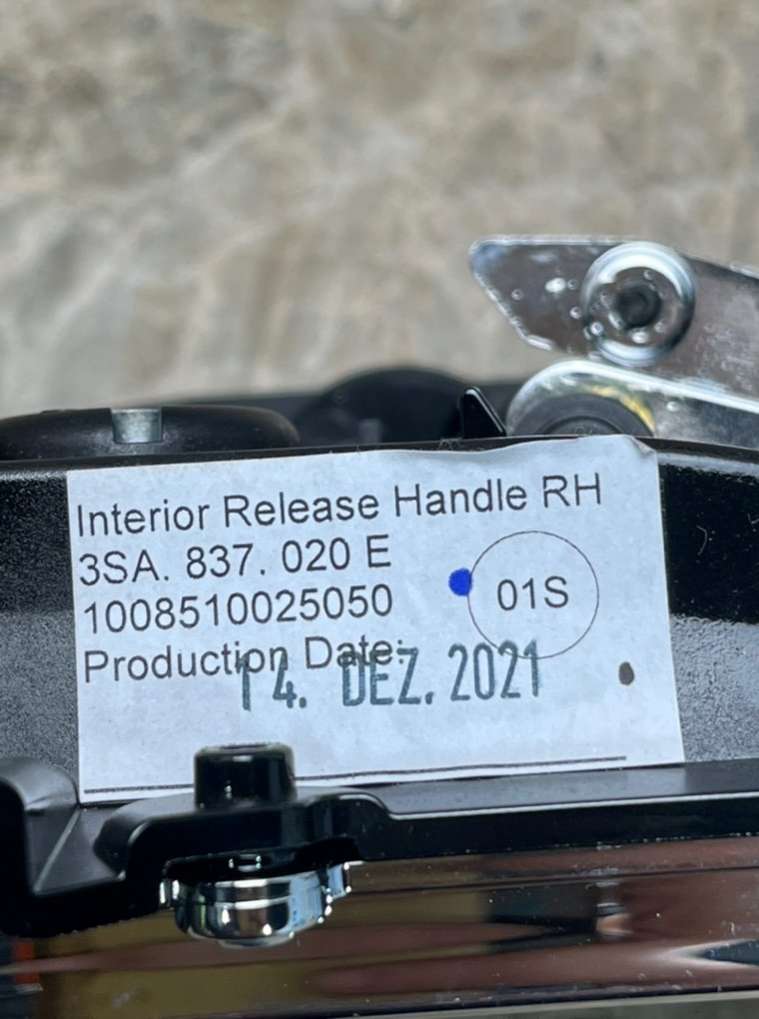 Interior Release Handle RH
3SA. 837. 020 E
1008510025050
01S
Production Date:
14. DEZ. 2021